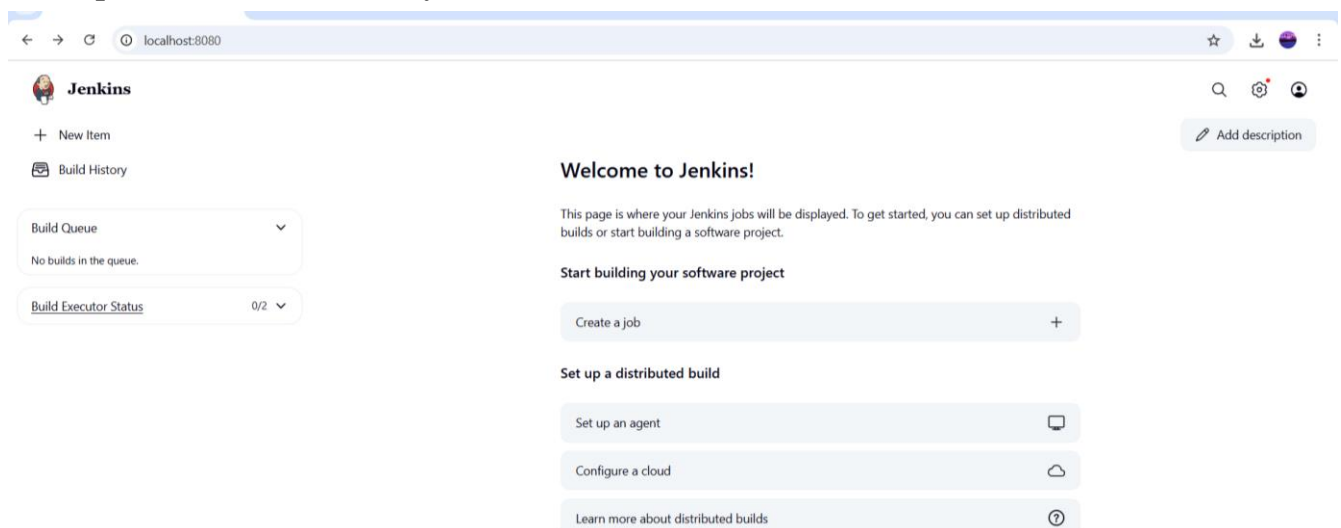 localhost:8080
Jenkins
New Item
Add description
Build History
Welcome to Jenkins!
This page is where your Jenkins jobs will be displayed. To get started, you can set up distributed
builds or start building a software project.
Build Queue
No builds in the queue.
Start building your software project
Build Executor Status 0/2
Create a job
Set up a distributed build
Set up an agent
Configure a cloud
Learn more about distributed builds